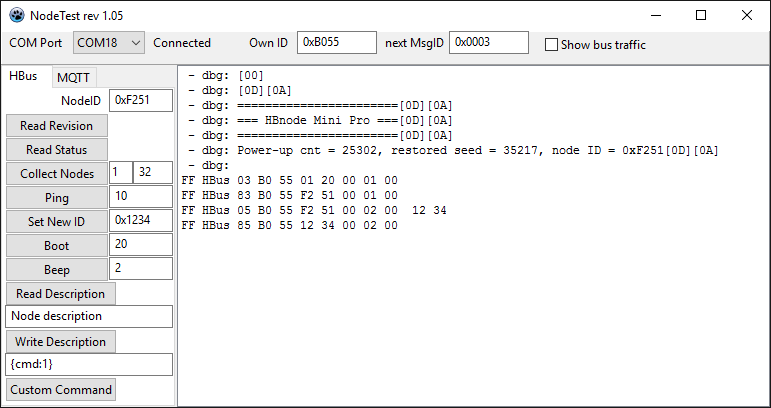 NodeTest rev 1.05
COM Port COM18 Connected Own ID 0xB055 next MsgID 0x0003 Show bus traffic
HBus MQTT
NodeID 0xF251
Read Revision
Read Status
Collect Nodes 1 32
Ping 10
Set New ID 0x1234
Boot 20
Beep 2
Read Description
Node description
Write Description
{cmd:1}
Custom Command
- dbg: [00]
- dbg: [0D][0A]
- dbg: =======================[0D][0A]
- dbg: === HBnode Mini Pro ===[0D][0A]
- dbg: =======================[0D][0A]
- dbg: Power-up cnt = 25302, restored seed = 35217, node ID = 0xF251[0D][0A]
- dbg:
FF HBus 03 B0 55 01 20 00 01 00
FF HBus 83 B0 55 F2 51 00 01 00
FF HBus 05 B0 55 F2 51 00 02 00  12 34
FF HBus 85 B0 55 12 34 00 02 00